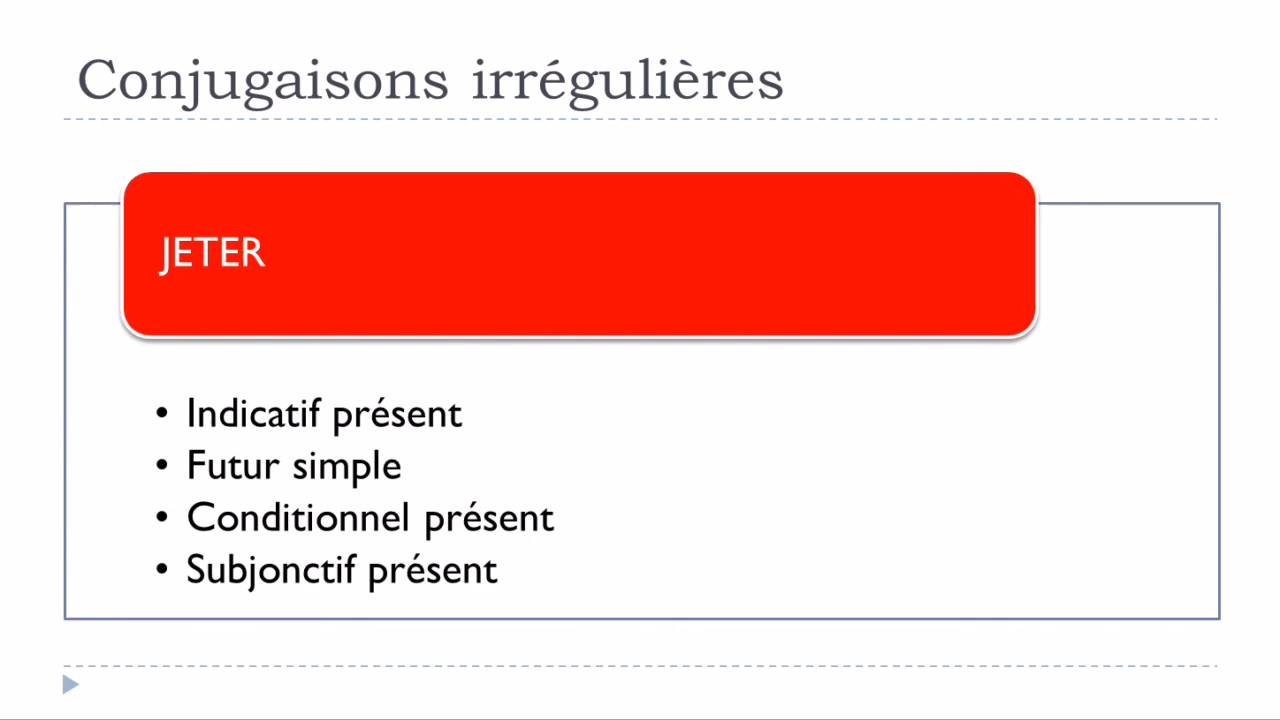 Conjugaisons irrégulières
JETER
• Indicatif présent
• Futur simple
• Conditionnel présent
• Subjonctif présent